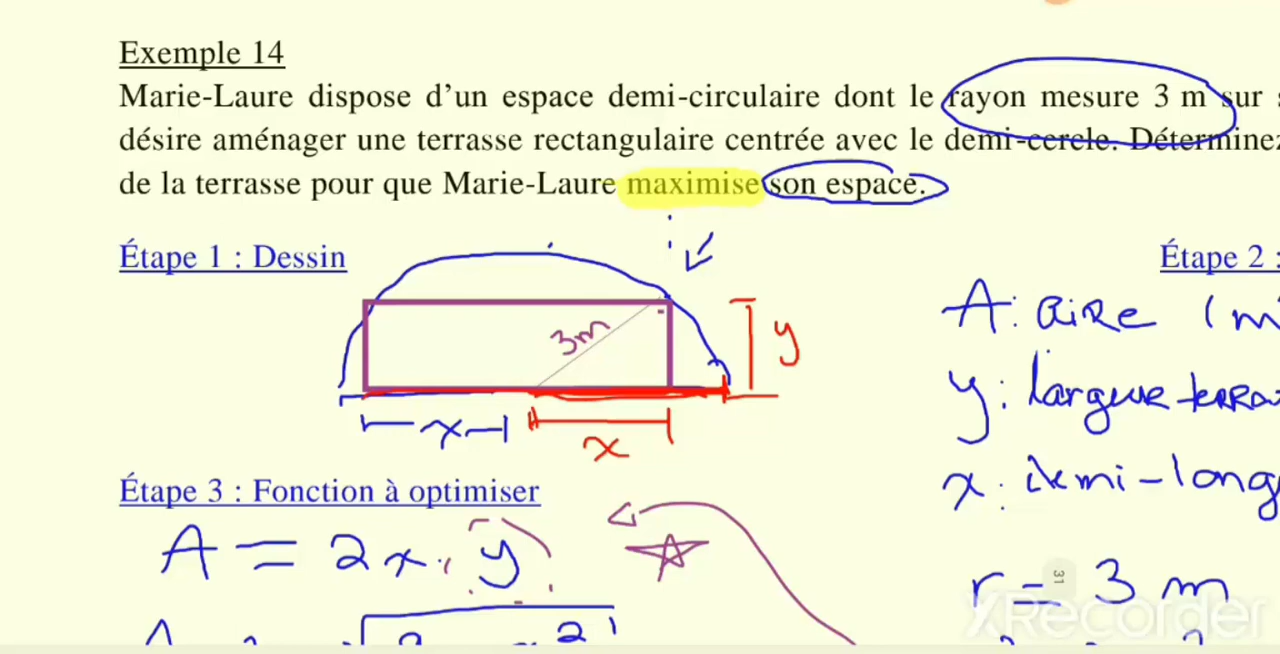 Exemple 14
Marie-Laure dispose d’un espace demi-circulaire dont le rayon mesure 3 m sur
désire aménager une terrasse rectangulaire centrée avec le demi-cercle. Déterminez
de la terrasse pour que Marie-Laure maximise son espace.
Étape 1 : Dessin
Étape 2 :
A: aire (m
3m
y
y: largeur terra
x
x
x: demi-long
Étape 3 : Fonction à optimiser
A = 2x · y
r = 3 m
31
XRecorder